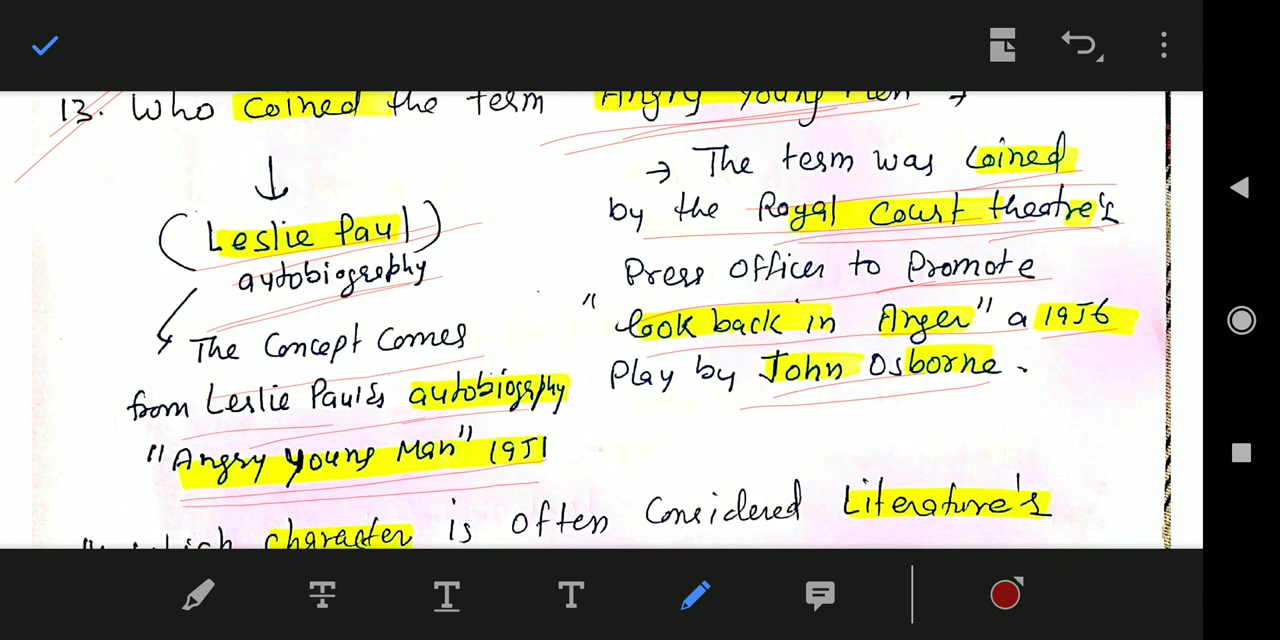 13. Who coined the term Angry Young Men →
→ The term was coined
by the Royal Court theatre's
Press Officer to Promote
"look back in Anger" a 1956
Play by John Osborne.
(Leslie Paul)
autobiography
The Concept Comes
from Leslie Paul's autobiography
"Angry Young Man" 1951
which character is often Considered Literature's
T
T
T